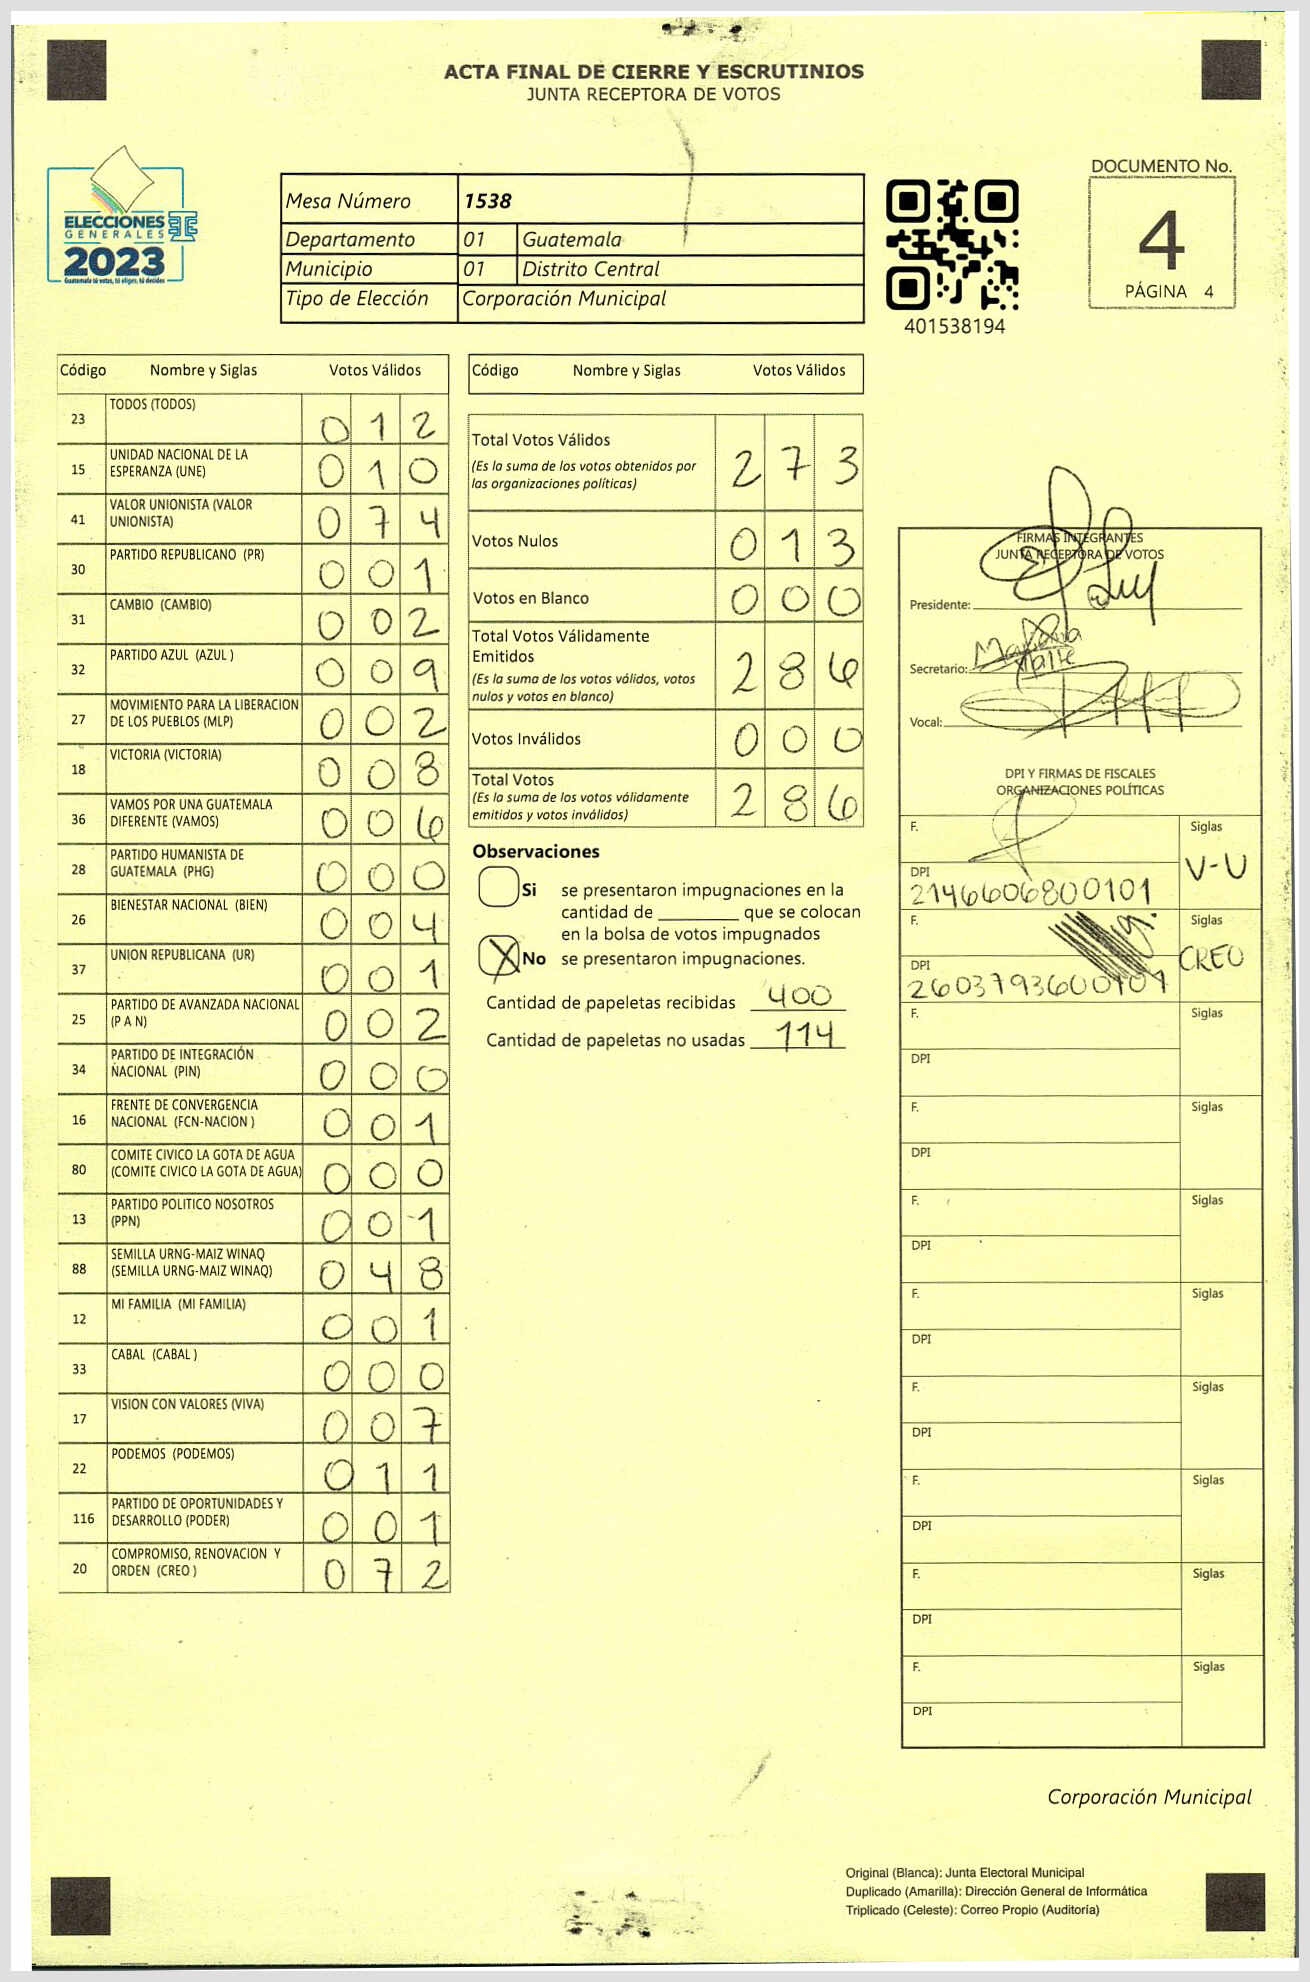 ACTA FINAL DE CIERRE Y ESCRUTINIOS
JUNTA RECEPTORA DE VOTOS
ELECCIONES
GENERALES
2023
Guatemala tú votas, tú eliges, tú decides
Mesa Número 1538
Departamento 01 Guatemala
Municipio 01 Distrito Central
Tipo de Elección Corporación Municipal
401538194
DOCUMENTO No.
4
PÁGINA 4
Código Nombre y Siglas Votos Válidos
23 TODOS (TODOS) 0 1 2
15 UNIDAD NACIONAL DE LA ESPERANZA (UNE) 0 1 0
41 VALOR UNIONISTA (VALOR UNIONISTA) 0 7 4
30 PARTIDO REPUBLICANO (PR) 0 0 1
31 CAMBIO (CAMBIO) 0 0 2
32 PARTIDO AZUL (AZUL ) 0 0 9
27 MOVIMIENTO PARA LA LIBERACION DE LOS PUEBLOS (MLP) 0 0 2
18 VICTORIA (VICTORIA) 0 0 8
36 VAMOS POR UNA GUATEMALA DIFERENTE (VAMOS) 0 0 6
28 PARTIDO HUMANISTA DE GUATEMALA (PHG) 0 0 0
26 BIENESTAR NACIONAL (BIEN) 0 0 4
37 UNION REPUBLICANA (UR) 0 0 1
25 PARTIDO DE AVANZADA NACIONAL (P A N) 0 0 2
34 PARTIDO DE INTEGRACIÓN NACIONAL (PIN) 0 0 0
16 FRENTE DE CONVERGENCIA NACIONAL (FCN-NACION ) 0 0 1
80 COMITE CIVICO LA GOTA DE AGUA (COMITE CIVICO LA GOTA DE AGUA) 0 0 0
13 PARTIDO POLITICO NOSOTROS (PPN) 0 0 1
88 SEMILLA URNG-MAIZ WINAQ (SEMILLA URNG-MAIZ WINAQ) 0 4 8
12 MI FAMILIA (MI FAMILIA) 0 0 1
33 CABAL (CABAL ) 0 0 0
17 VISION CON VALORES (VIVA) 0 0 7
22 PODEMOS (PODEMOS) 0 1 1
116 PARTIDO DE OPORTUNIDADES Y DESARROLLO (PODER) 0 0 1
20 COMPROMISO, RENOVACION Y ORDEN (CREO ) 0 7 2
Código Nombre y Siglas Votos Válidos
Total Votos Válidos 2 7 3
(Es la suma de los votos obtenidos por
las organizaciones políticas)
Votos Nulos 0 1 3
Votos en Blanco 0 0 0
Total Votos Válidamente
Emitidos 2 8 6
(Es la suma de los votos válidos, votos
nulos y votos en blanco)
Votos Inválidos 0 0 0
Total Votos 2 8 6
(Es la suma de los votos válidamente
emitidos y votos inválidos)
Observaciones
Si se presentaron impugnaciones en la
cantidad de ________ que se colocan
en la bolsa de votos impugnados
X No se presentaron impugnaciones.
Cantidad de papeletas recibidas 400
Cantidad de papeletas no usadas 114
FIRMAS INTEGRANTES
JUNTA RECEPTORA DE VOTOS
Presidente:
Secretario:
Vocal:
DPI Y FIRMAS DE FISCALES
ORGANIZACIONES POLÍTICAS
F. Siglas
V-U
DPI
2146606800101
F. Siglas
CREO
DPI
2603793600101
F. Siglas
DPI
F. Siglas
DPI
F. Siglas
DPI
F. Siglas
DPI
F. Siglas
DPI
F. Siglas
DPI
F. Siglas
DPI
F. Siglas
DPI
Corporación Municipal
Original (Blanca): Junta Electoral Municipal
Duplicado (Amarilla): Dirección General de Informática
Triplicado (Celeste): Correo Propio (Auditoría)